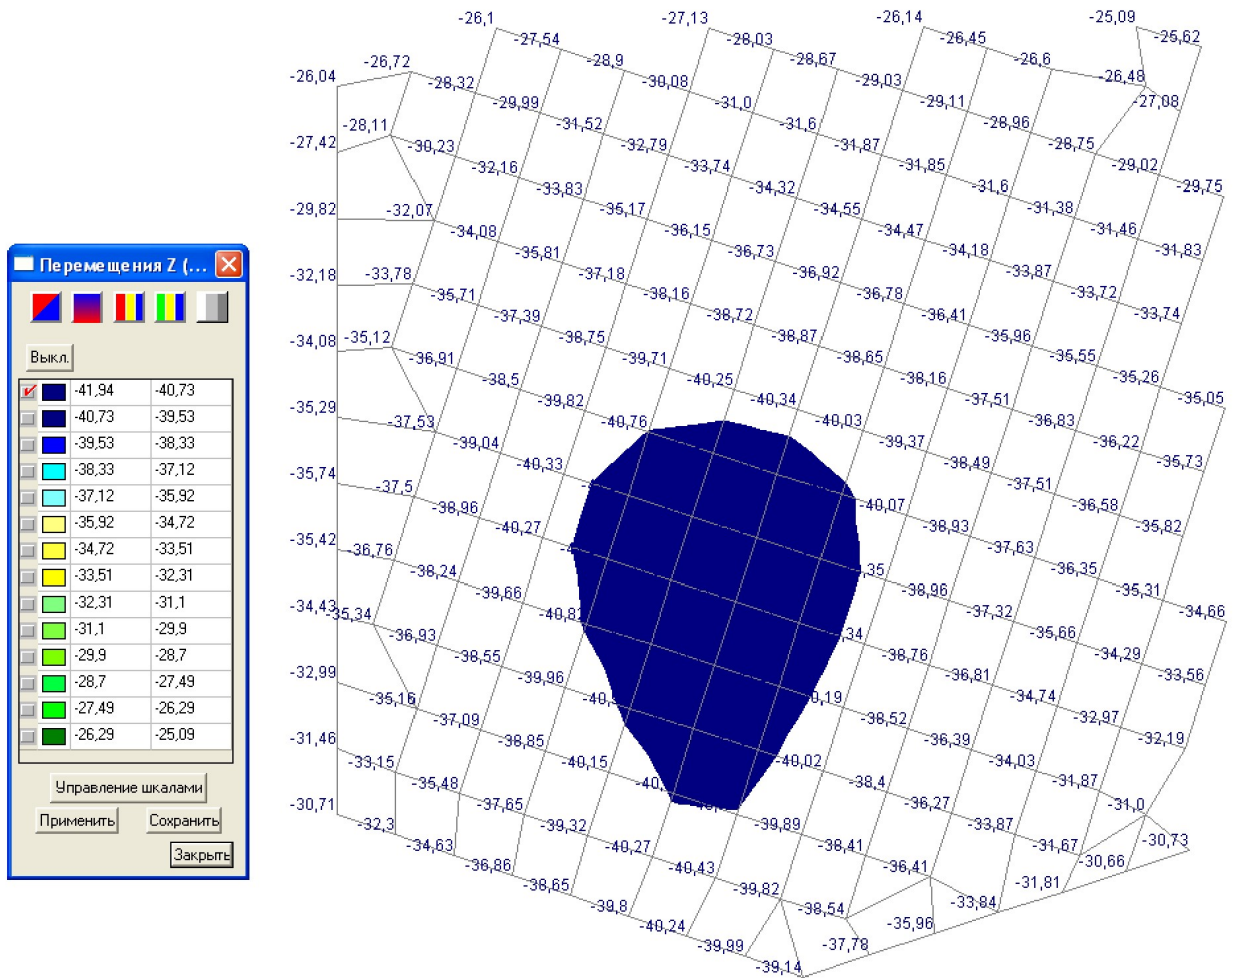 Перемещения Z (...
Выкл.
-41,94 -40,73
-40,73 -39,53
-39,53 -38,33
-38,33 -37,12
-37,12 -35,92
-35,92 -34,72
-34,72 -33,51
-33,51 -32,31
-32,31 -31,1
-31,1 -29,9
-29,9 -28,7
-28,7 -27,49
-27,49 -26,29
-26,29 -25,09
Управление шкалами
Применить Сохранить
Закрыть
-25,09 -25,62
-26,14 -26,45 -26,6 -26,48 -27,08
-27,13 -28,03 -28,67 -29,03 -29,11 -28,96 -28,75 -29,02 -29,75
-26,1 -27,54 -28,9 -30,08 -31,0 -31,6 -31,87 -31,85 -31,6 -31,38 -31,46 -31,83
-26,04 -26,72 -28,32 -29,99 -31,52 -32,79 -33,74 -34,32 -34,55 -34,47 -34,18 -33,87 -33,72 -33,74
-27,42 -28,11 -30,23 -32,16 -33,83 -35,17 -36,15 -36,73 -36,92 -36,78 -36,41 -35,96 -35,55 -35,26 -35,05
-29,82 -32,07 -34,08 -35,81 -37,18 -38,16 -38,72 -38,87 -38,65 -38,16 -37,51 -36,83 -36,22 -35,73
-32,18 -33,78 -35,71 -37,39 -38,75 -39,71 -40,25 -40,34 -40,03 -39,37 -38,49 -37,51 -36,58 -35,82
-34,08 -35,12 -36,91 -38,5 -39,82 -40,76 -40,07 -38,93 -37,63 -36,35 -35,31 -34,66
-35,29 -37,53 -39,04 -40,33 ,35 -38,96 -37,32 -35,66 -34,29 -33,56
-35,74 -37,5 -38,96 -40,27 ,34 -38,76 -36,81 -34,74 -32,97 -32,19
-35,42 -36,76 -38,24 -39,66 0,19 -38,52 -36,39 -34,03 -31,87 -31,0 -30,73
-34,43 -35,34 -36,93 -38,55 -39,96 -40,02 -38,4 -36,27 -33,87 -31,67 -30,66
-32,99 -35,16 -37,09 -38,85 -40,15 -39,89 -38,41 -36,41 -33,84 -31,81
-31,46 -33,15 -35,48 -37,65 -39,32 -40,27 -40,43 -39,82 -38,54 -35,96
-30,71 -32,3 -34,63 -36,86 -38,65 -39,8 -40,24 -39,99 -39,14 -37,78